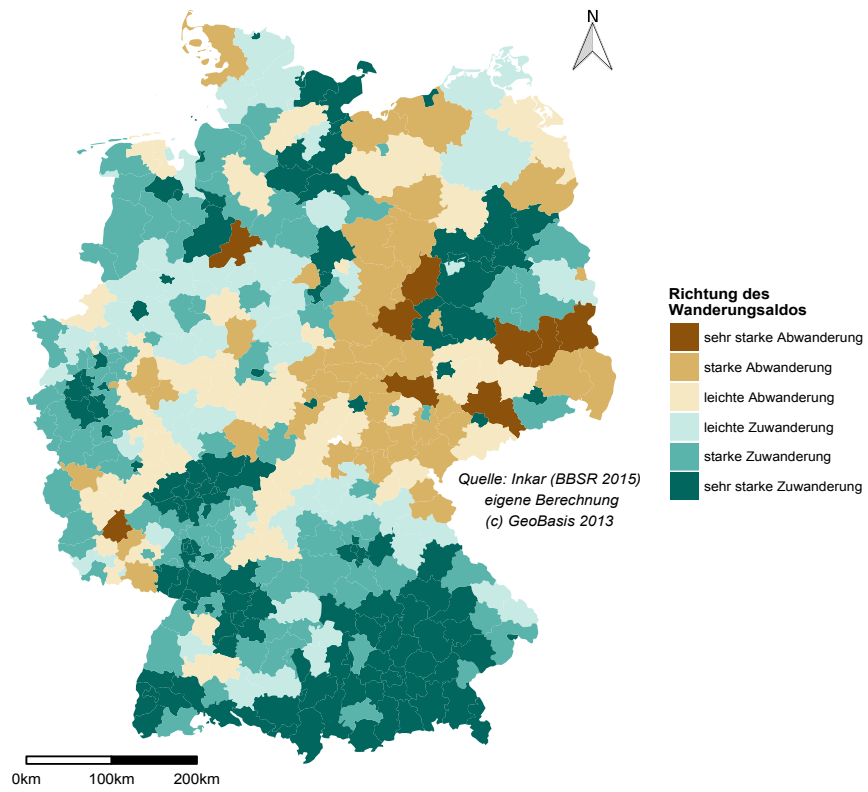 N
Richtung des
Wanderungsaldos
sehr starke Abwanderung
starke Abwanderung
leichte Abwanderung
leichte Zuwanderung
starke Zuwanderung
sehr starke Zuwanderung
Quelle: Inkar (BBSR 2015)
eigene Berechnung
(c) GeoBasis 2013
0km 100km 200km